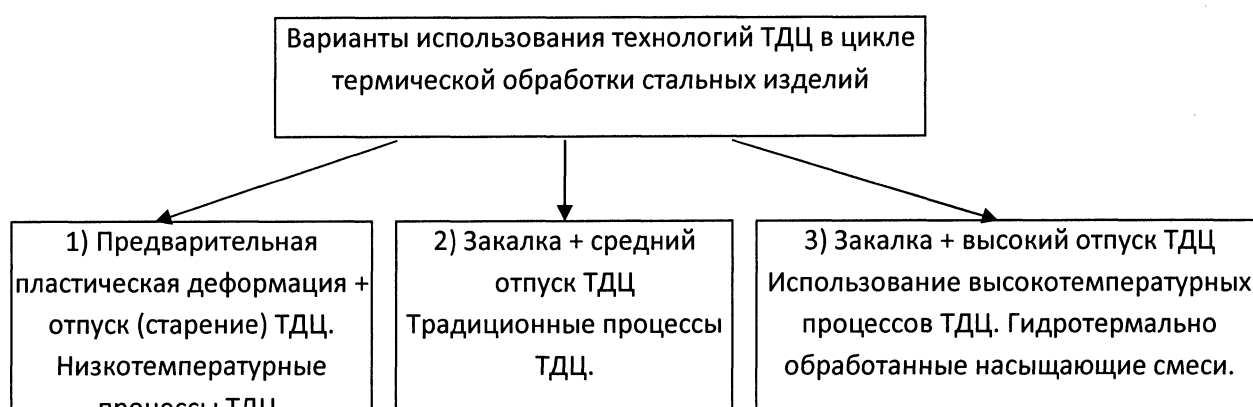 Варианты использования технологий ТДЦ в цикле
термической обработки стальных изделий
1) Предварительная
пластическая деформация +
отпуск (старение) ТДЦ.
Низкотемпературные
процессы ТДЦ
2) Закалка + средний
отпуск ТДЦ
Традиционные процессы
ТДЦ.
3) Закалка + высокий отпуск ТДЦ
Использование высокотемпературных
процессов ТДЦ. Гидротермально
обработанные насыщающие смеси.